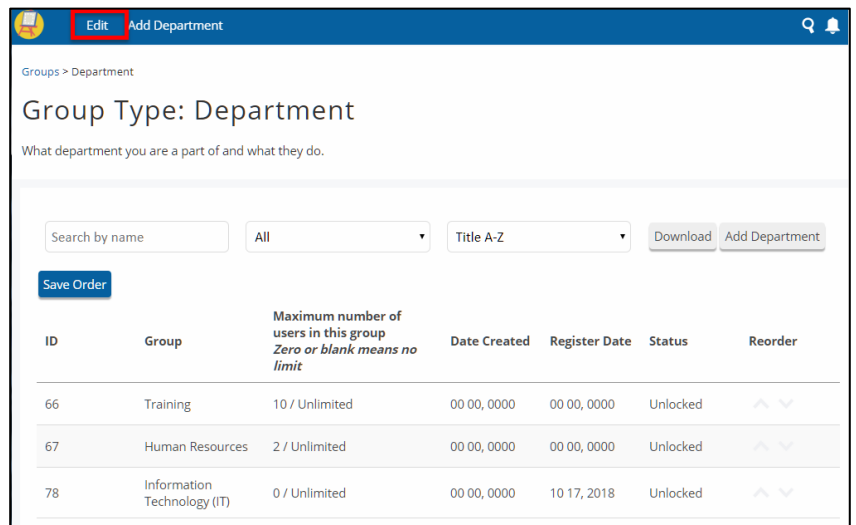 Edit Add Department
Groups > Department
Group Type: Department
What department you are a part of and what they do.
Search by name All Title A-Z Download Add Department
Save Order
ID Group Maximum number of users in this group Zero or blank means no limit Date Created Register Date Status Reorder
66 Training 10 / Unlimited 00 00, 0000 00 00, 0000 Unlocked
67 Human Resources 2 / Unlimited 00 00, 0000 00 00, 0000 Unlocked
78 Information Technology (IT) 0 / Unlimited 00 00, 0000 10 17, 2018 Unlocked